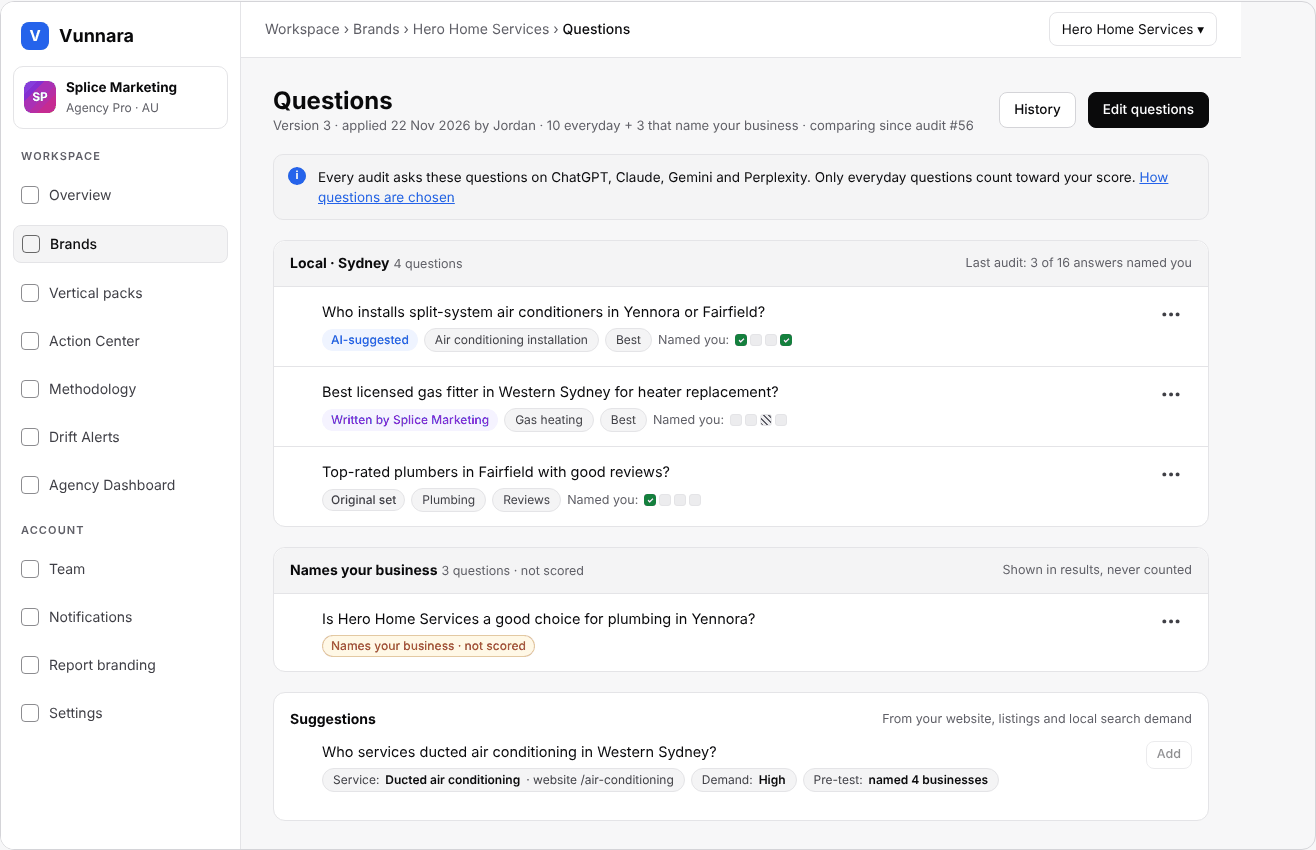 V Vunnara
Workspace › Brands › Hero Home Services › Questions
Hero Home Services ▾
SP
Splice Marketing
Agency Pro · AU
WORKSPACE
Overview
Brands
Vertical packs
Action Center
Methodology
Drift Alerts
Agency Dashboard
ACCOUNT
Team
Notifications
Report branding
Settings
Questions
Version 3 · applied 22 Nov 2026 by Jordan · 10 everyday + 3 that name your business · comparing since audit #56
History
Edit questions
i
Every audit asks these questions on ChatGPT, Claude, Gemini and Perplexity. Only everyday questions count toward your score. How
questions are chosen
Local · Sydney 4 questions
Last audit: 3 of 16 answers named you
Who installs split-system air conditioners in Yennora or Fairfield?
AI-suggested Air conditioning installation Best Named you:
Best licensed gas fitter in Western Sydney for heater replacement?
Written by Splice Marketing Gas heating Best Named you:
Top-rated plumbers in Fairfield with good reviews?
Original set Plumbing Reviews Named you:
Names your business 3 questions · not scored
Shown in results, never counted
Is Hero Home Services a good choice for plumbing in Yennora?
Names your business · not scored
Suggestions
From your website, listings and local search demand
Who services ducted air conditioning in Western Sydney?
Add
Service: Ducted air conditioning · website /air-conditioning Demand: High Pre-test: named 4 businesses